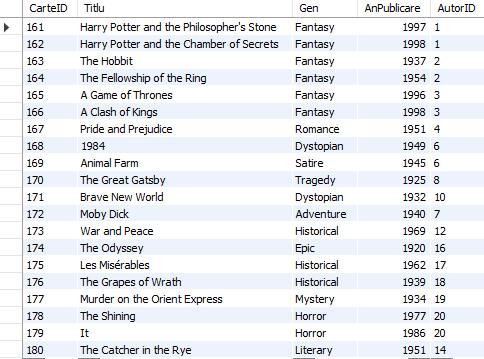 CarteID Titlu Gen AnPublicare AutorID
161 Harry Potter and the Philosopher's Stone Fantasy 1997 1
162 Harry Potter and the Chamber of Secrets Fantasy 1998 1
163 The Hobbit Fantasy 1937 2
164 The Fellowship of the Ring Fantasy 1954 2
165 A Game of Thrones Fantasy 1996 3
166 A Clash of Kings Fantasy 1998 3
167 Pride and Prejudice Romance 1951 4
168 1984 Dystopian 1949 6
169 Animal Farm Satire 1945 6
170 The Great Gatsby Tragedy 1925 8
171 Brave New World Dystopian 1932 10
172 Moby Dick Adventure 1940 7
173 War and Peace Historical 1969 12
174 The Odyssey Epic 1920 16
175 Les Misérables Historical 1962 17
176 The Grapes of Wrath Historical 1939 18
177 Murder on the Orient Express Mystery 1934 19
178 The Shining Horror 1977 20
179 It Horror 1986 20
180 The Catcher in the Rye Literary 1951 14